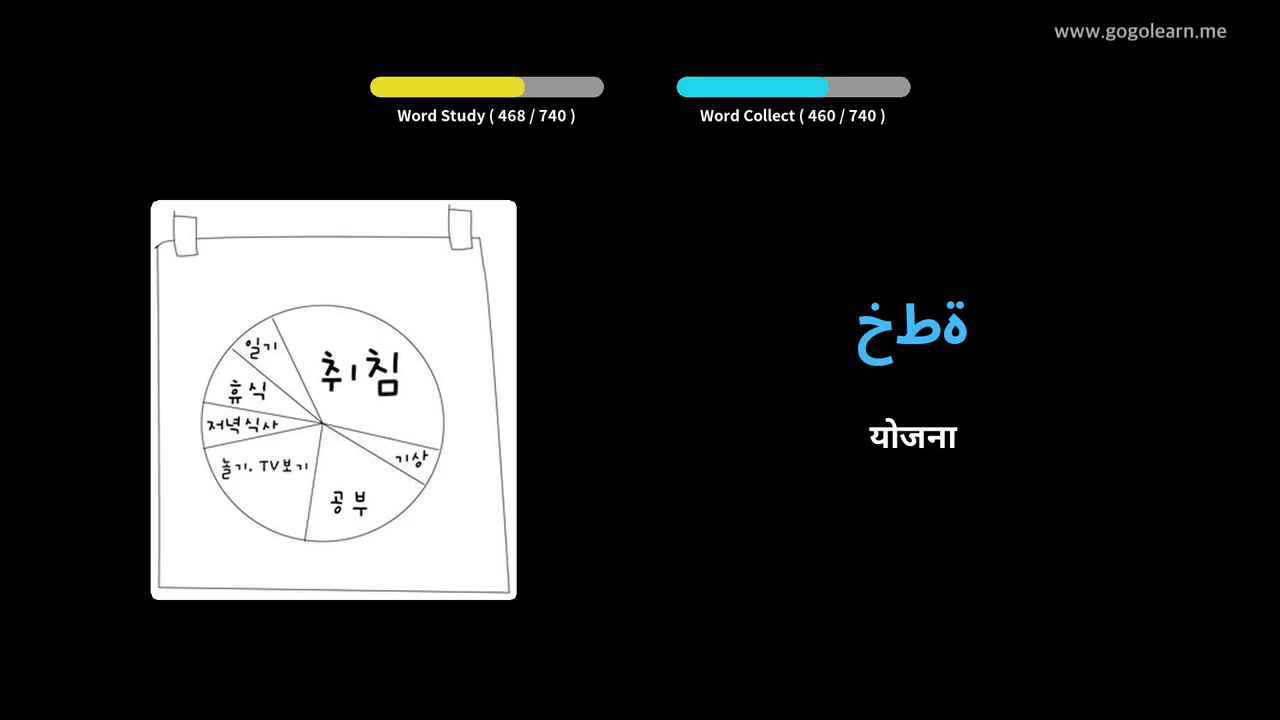 www.gogolearn.me
Word Study ( 468 / 740 )
Word Collect ( 460 / 740 )
일기
취침
휴식
저녁식사
놀기. TV보기
기상
공부
ةطخ
योजना